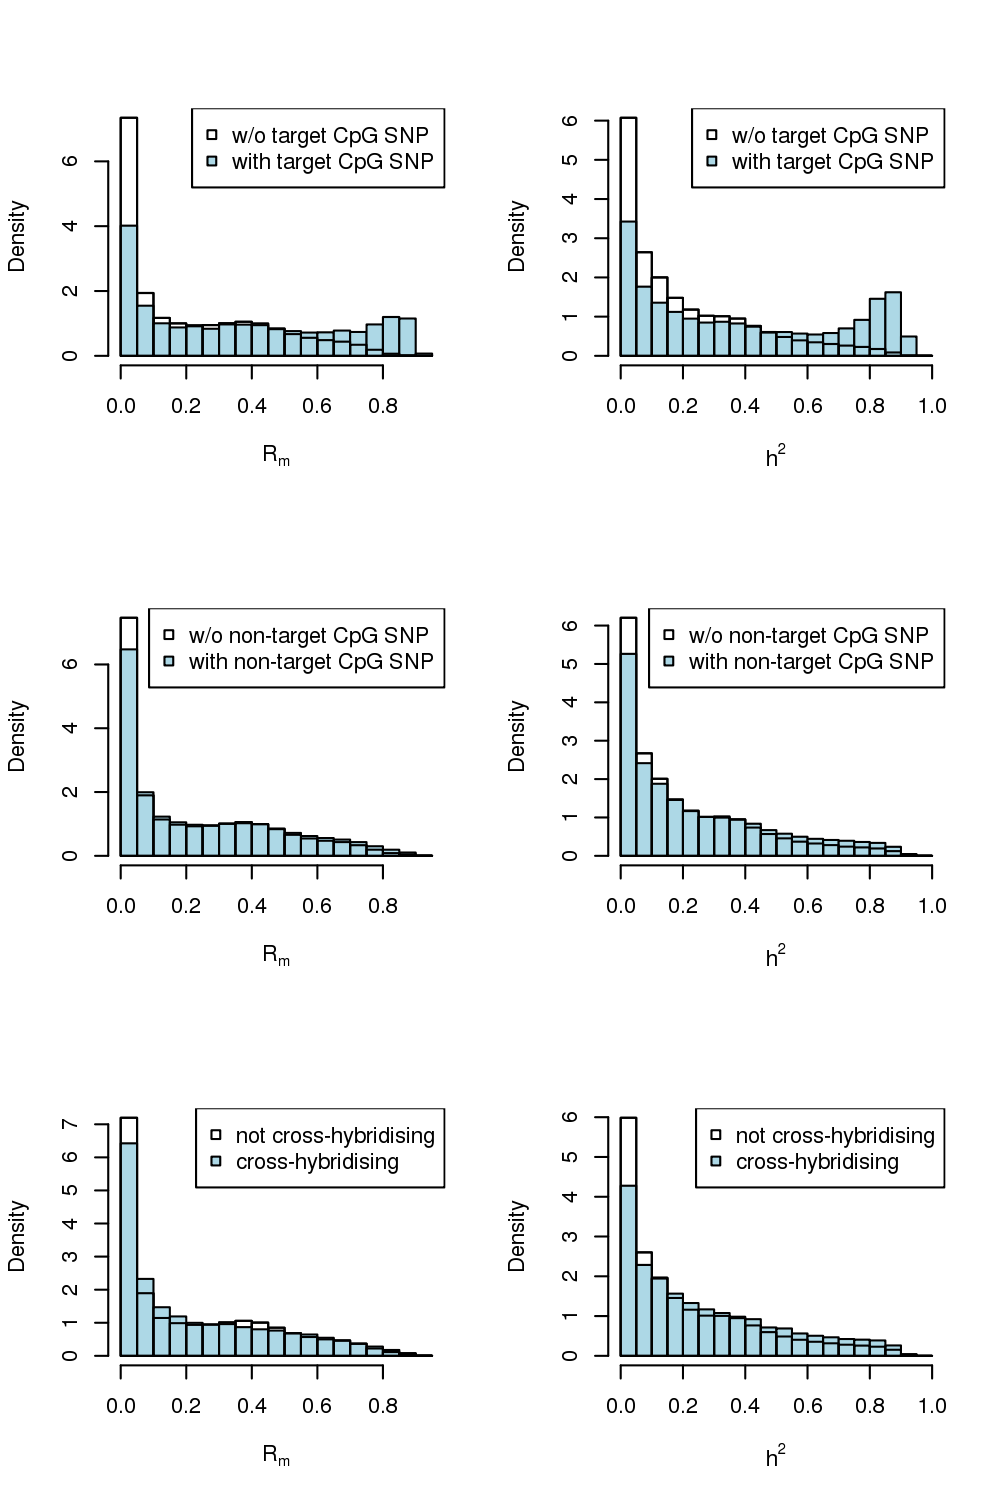 w/o target CpG SNP
with target CpG SNP
Density
0 2 4 6
0.0 0.2 0.4 0.6 0.8
Rm
w/o target CpG SNP
with target CpG SNP
Density
0 1 2 3 4 5 6
0.0 0.2 0.4 0.6 0.8 1.0
h2
w/o non-target CpG SNP
with non-target CpG SNP
Density
0 2 4 6
0.0 0.2 0.4 0.6 0.8
Rm
w/o non-target CpG SNP
with non-target CpG SNP
Density
0 1 2 3 4 5 6
0.0 0.2 0.4 0.6 0.8 1.0
h2
not cross-hybridising
cross-hybridising
Density
0 1 2 3 4 5 6 7
0.0 0.2 0.4 0.6 0.8
Rm
not cross-hybridising
cross-hybridising
Density
0 1 2 3 4 5 6
0.0 0.2 0.4 0.6 0.8 1.0
h2